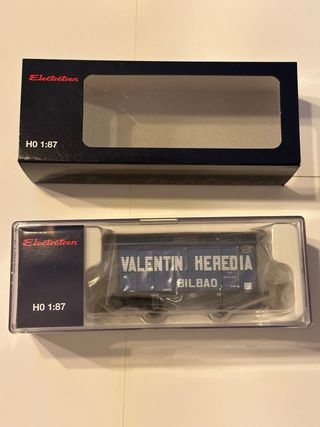 Electrotren
H0 1:87
Electrotren
H0 1:87
VALENTIN HEREDIA
BILBAO